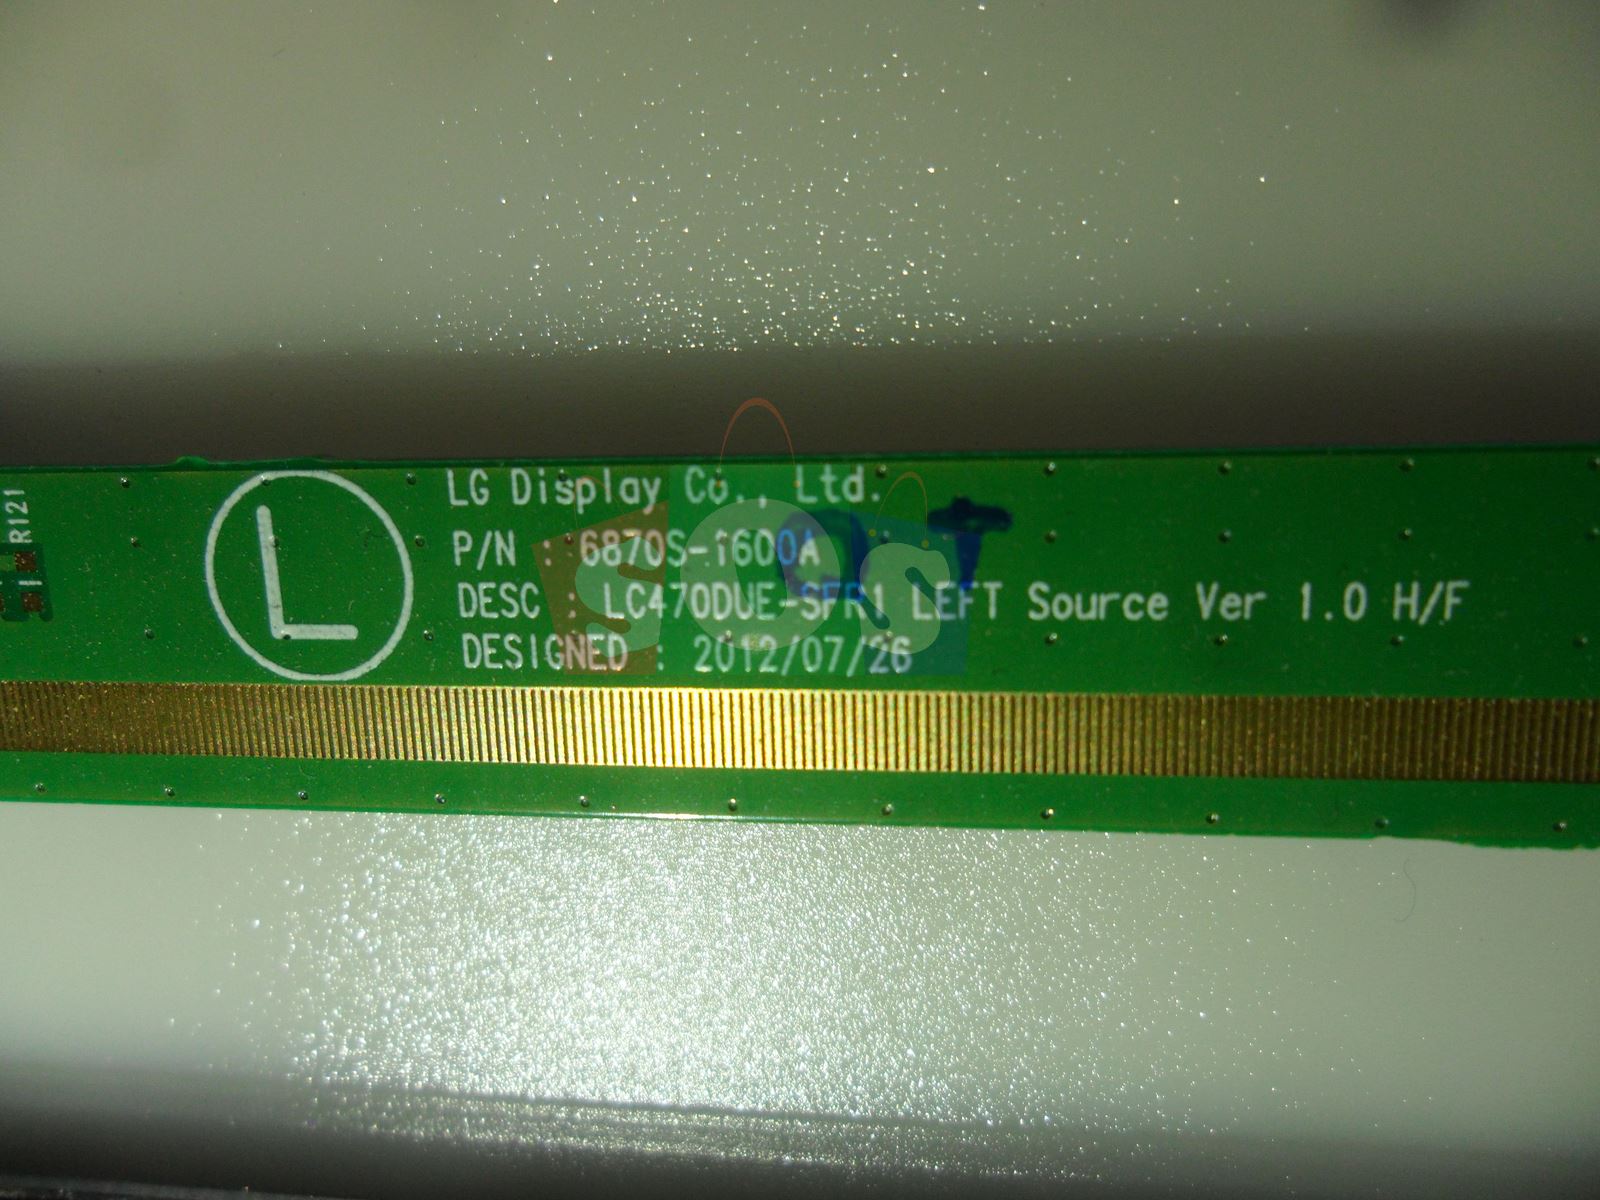 LG Display Co., Ltd.
P/N : 6870S-1600A
DESC : LC470DUE-SFR1 LEFT Source Ver 1.0 H/F
DESIGNED : 2012/07/26
L
R121
SOS